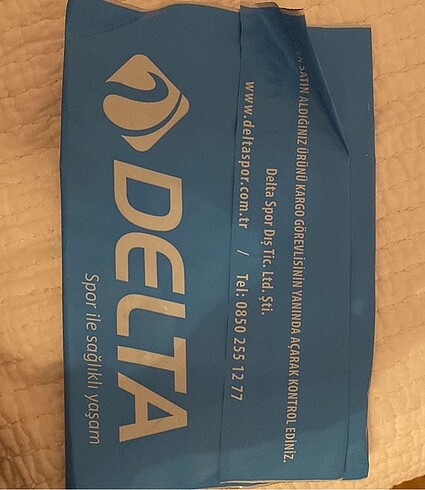 SATIN ALDIĞINIZ ÜRÜNÜ KARGO GÖREVLİSİNİN YANINDA AÇARAK KONTROL EDİNİZ.
Delta Spor Dış Tic. Ltd. Şti.
www.deltaspor.com.tr / Tel: 0850 255 12 77
DELTA
Spor ile sağlıklı yaşam